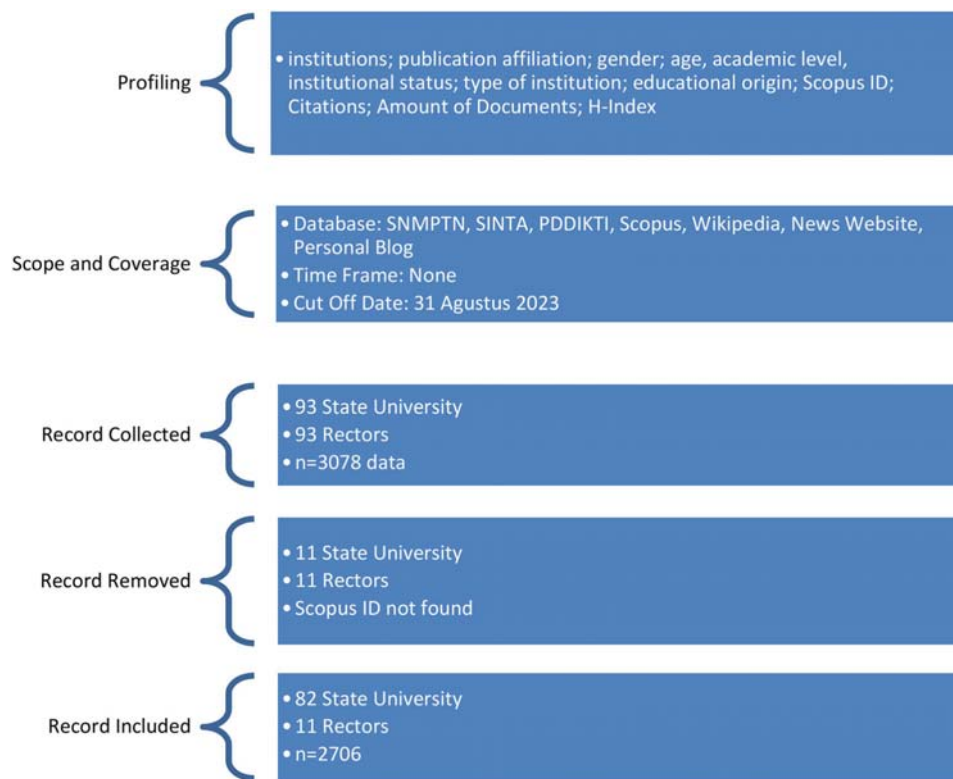 Profiling
• institutions; publication affiliation; gender; age, academic level,
institutional status; type of institution; educational origin; Scopus ID;
Citations; Amount of Documents; H-Index
Scope and Coverage
• Database: SNMPTN, SINTA, PDDIKTI, Scopus, Wikipedia, News Website,
Personal Blog
• Time Frame: None
• Cut Off Date: 31 Agustus 2023
Record Collected
• 93 State University
• 93 Rectors
• n=3078 data
Record Removed
• 11 State University
• 11 Rectors
• Scopus ID not found
Record Included
• 82 State University
• 11 Rectors
• n=2706